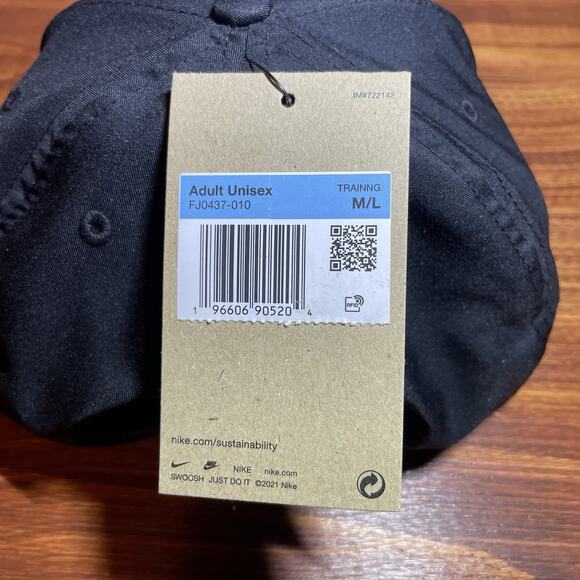 IM#722142
Adult Unisex TRAINNG
FJ0437-010 M/L
1 96606 90520 4
RFID
nike.com/sustainability
NIKE nike.com
SWOOSH JUST DO IT ©2021 Nike